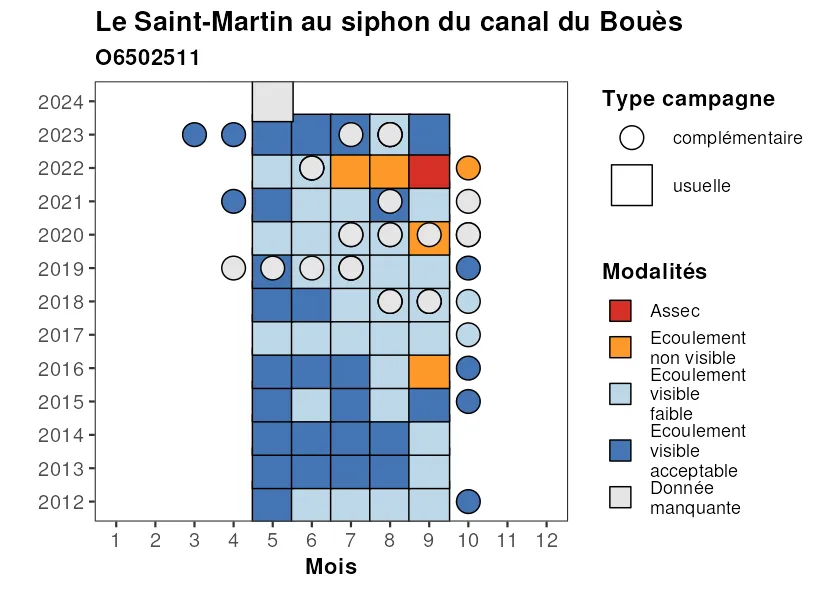 Le Saint-Martin au siphon du canal du Bouès
O6502511
2024
2023
2022
2021
2020
2019
2018
2017
2016
2015
2014
2013
2012
1 2 3 4 5 6 7 8 9 10 11 12
Mois
Type campagne
complémentaire
usuelle
Modalités
Assec
Ecoulement
non visible
Ecoulement
visible
faible
Ecoulement
visible
acceptable
Donnée
manquante